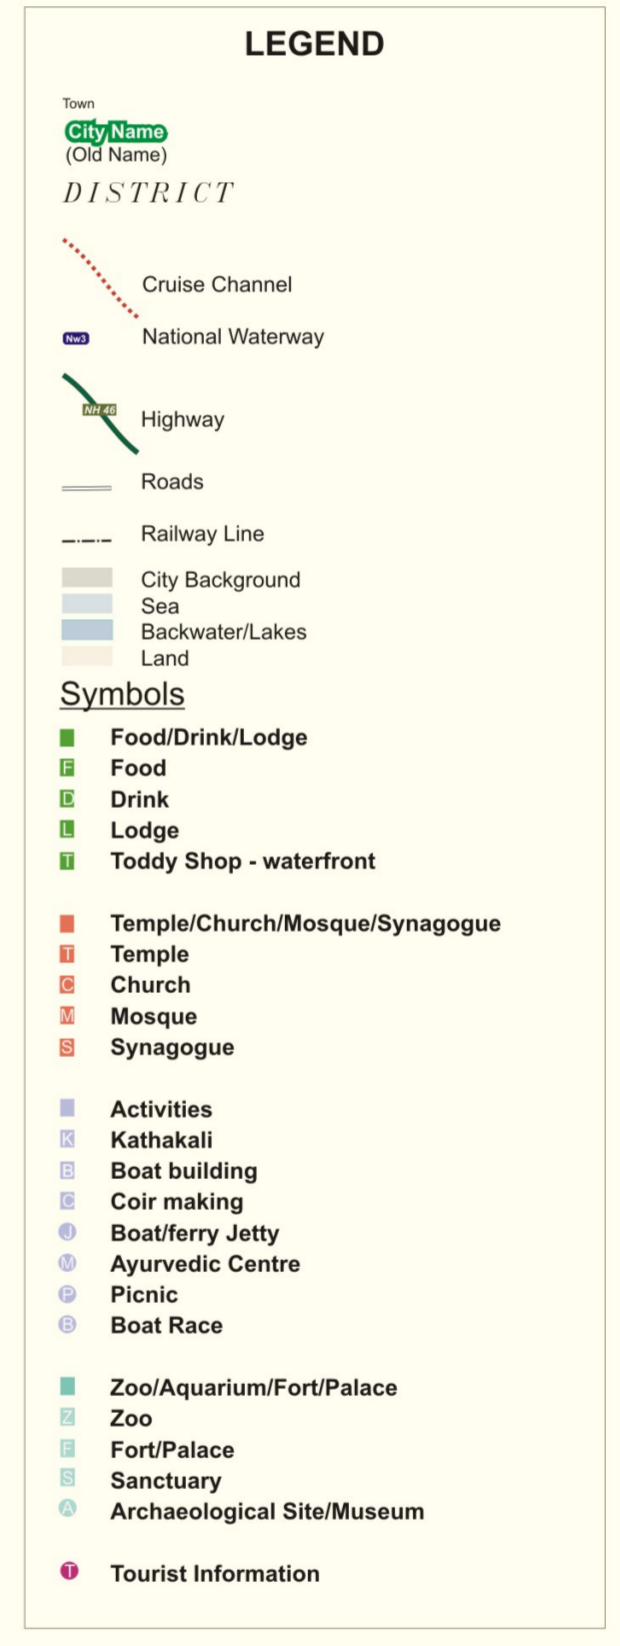 LEGEND
Town
City Name
(Old Name)
DISTRICT
Cruise Channel
Nw3 National Waterway
NH 46
Highway
Roads
Railway Line
City Background
Sea
Backwater/Lakes
Land
Symbols
Food/Drink/Lodge
F Food
D Drink
L Lodge
T Toddy Shop - waterfront
Temple/Church/Mosque/Synagogue
T Temple
C Church
M Mosque
S Synagogue
Activities
K Kathakali
B Boat building
C Coir making
J Boat/ferry Jetty
M Ayurvedic Centre
P Picnic
B Boat Race
Zoo/Aquarium/Fort/Palace
Z Zoo
F Fort/Palace
S Sanctuary
A Archaeological Site/Museum
T Tourist Information